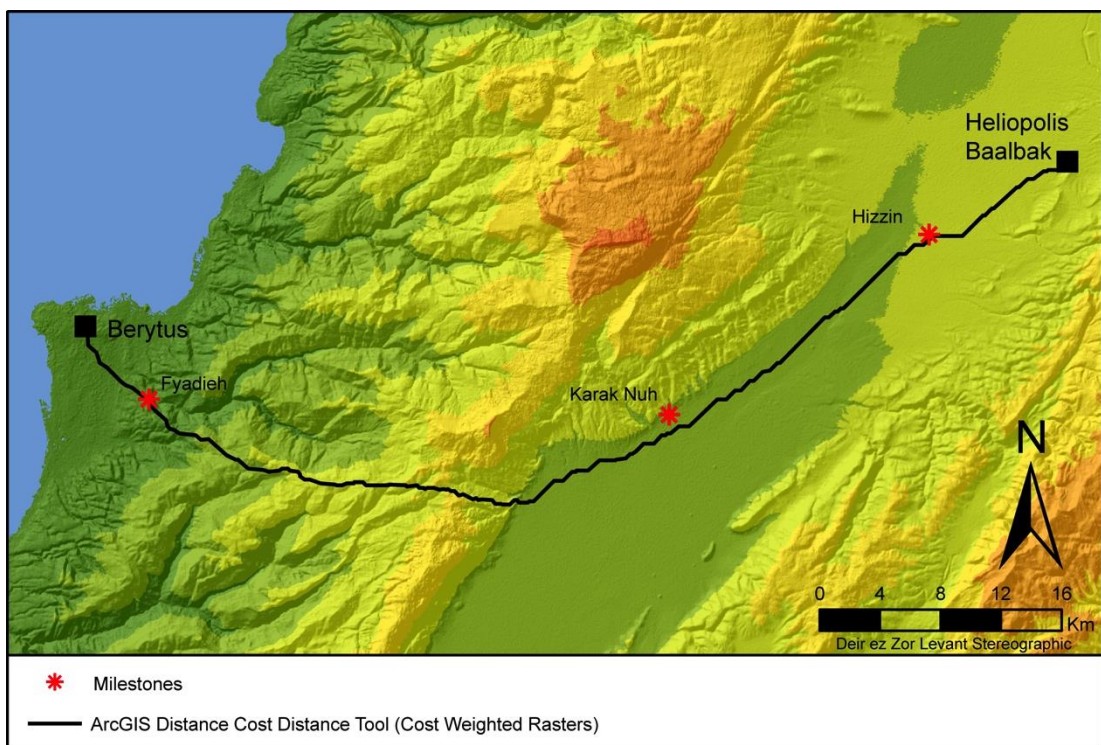 Heliopolis
Baalbak
Hizzin
Berytus
Fyadieh
Karak Nuh
N
0 4 8 12 16
Km
Deir ez Zor Levant Stereographic
Milestones
ArcGIS Distance Cost Distance Tool (Cost Weighted Rasters)